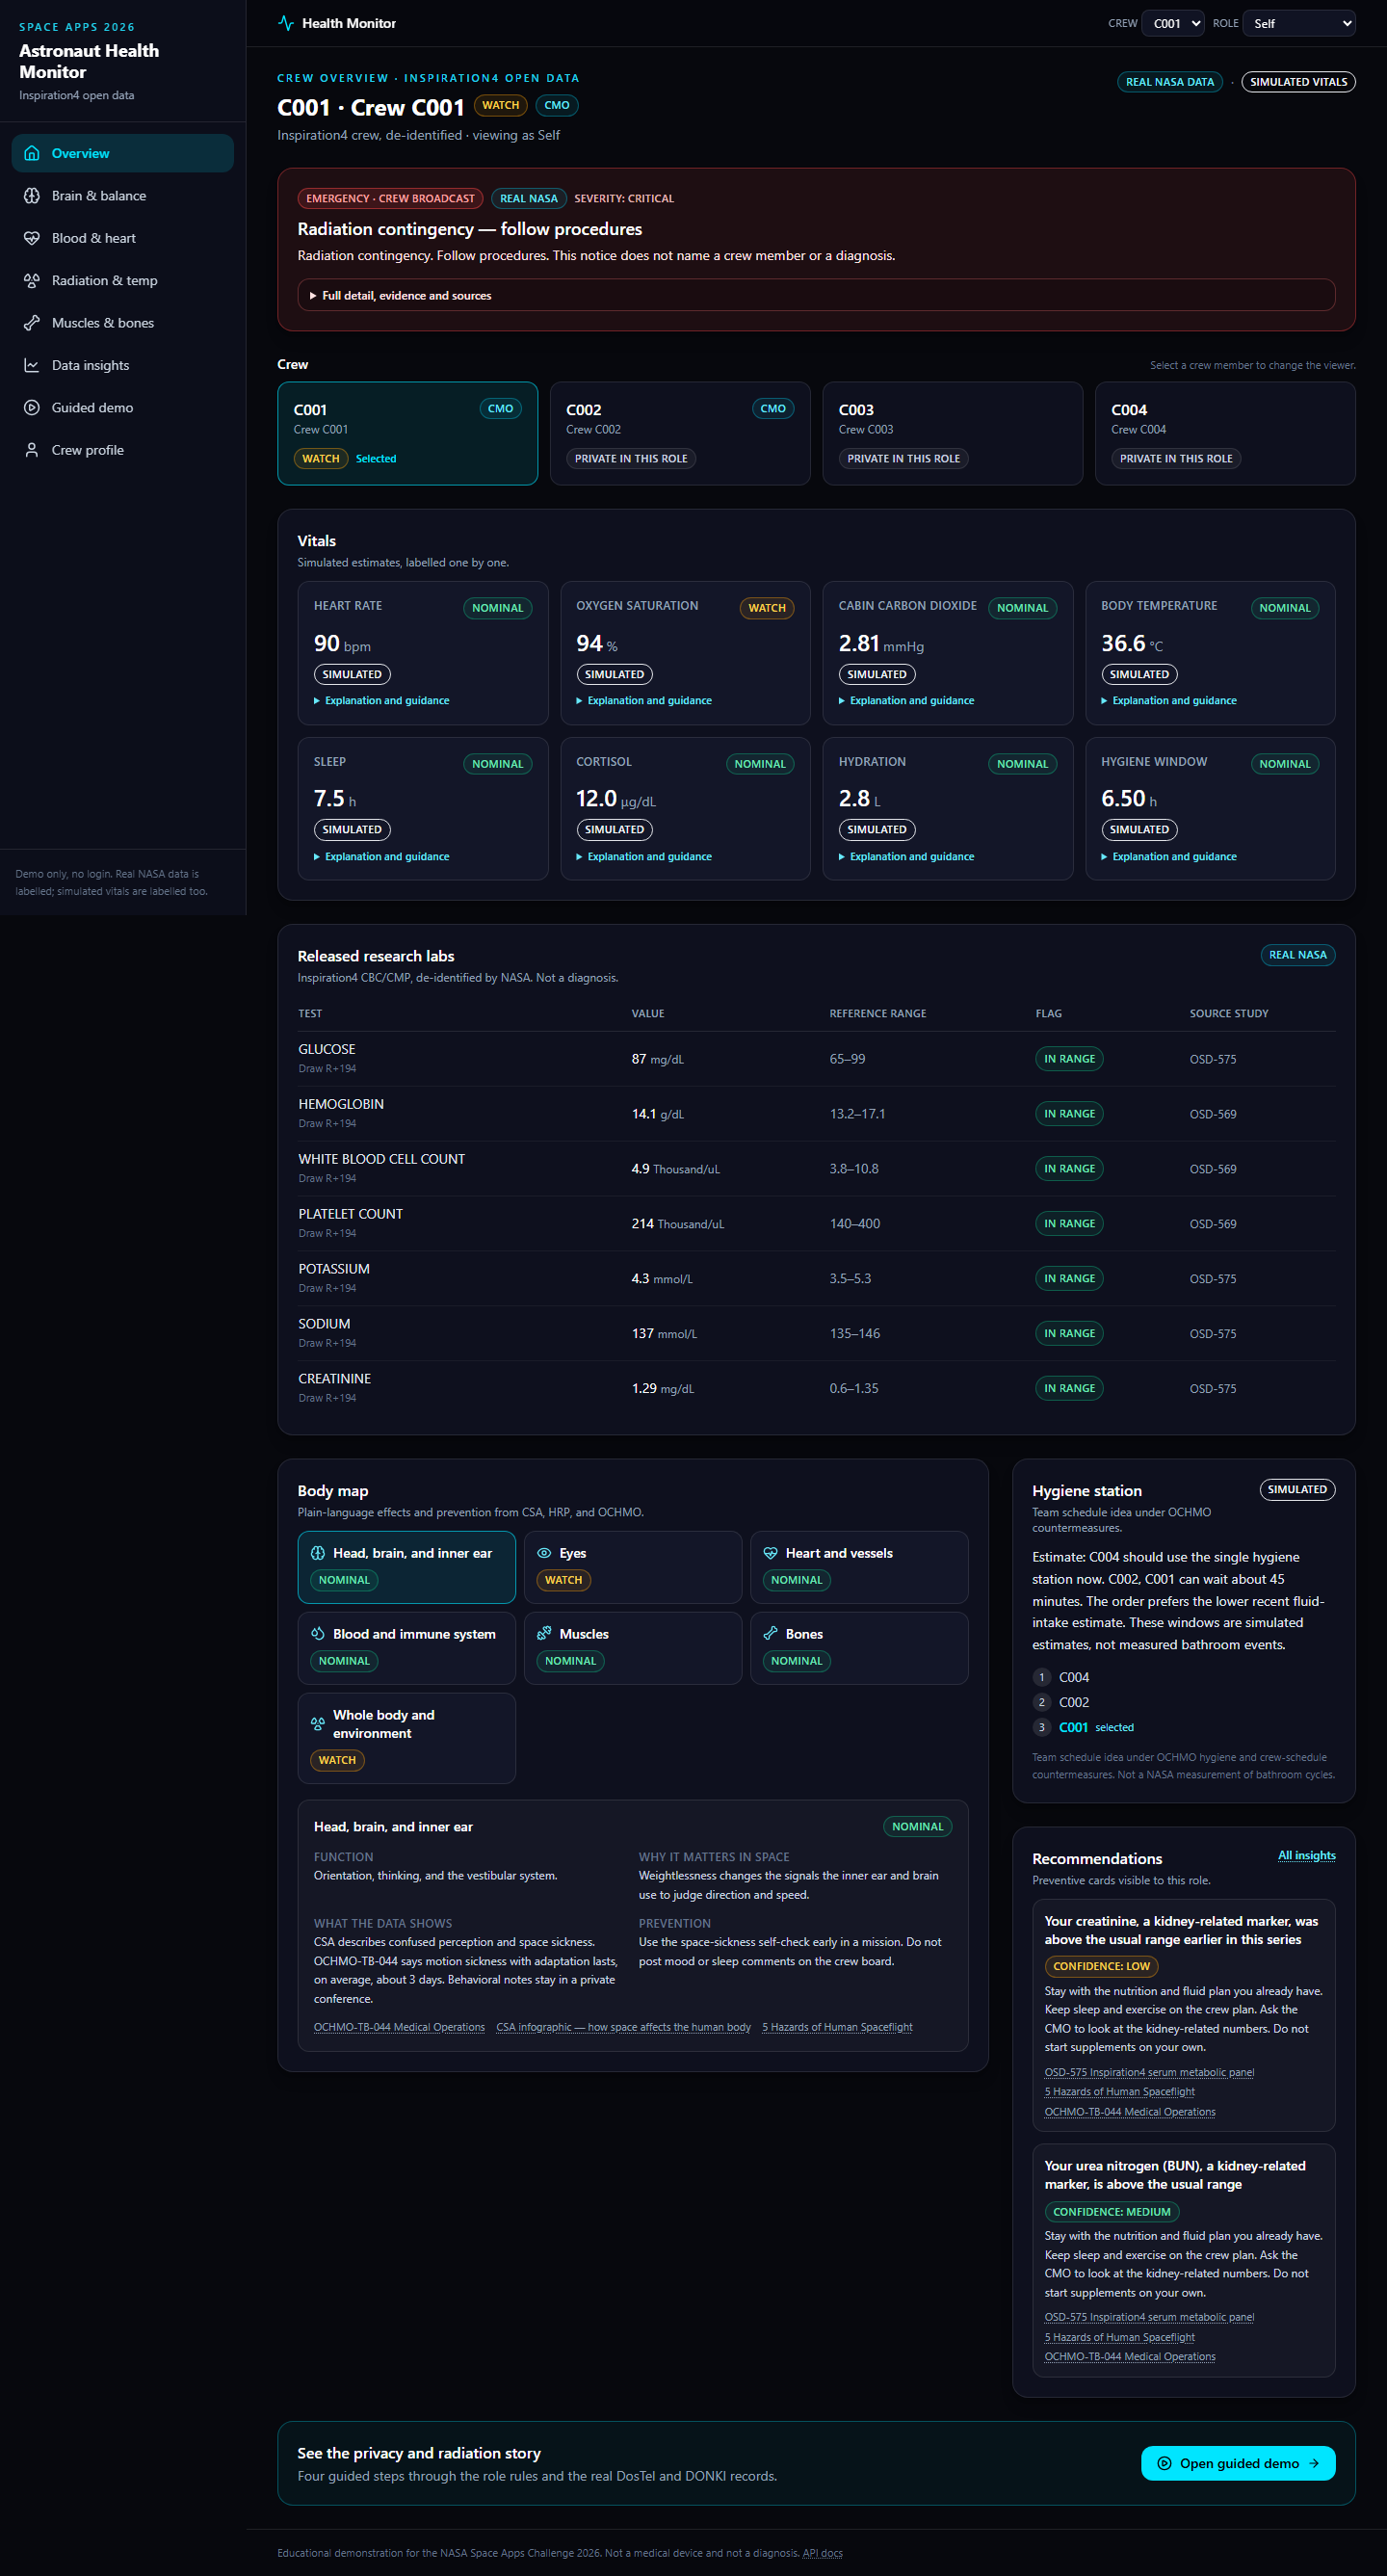 SPACE APPS 2026
Astronaut Health
Monitor
Inspiration4 open data
Overview
Brain & balance
Blood & heart
Radiation & temp
Muscles & bones
Data insights
Guided demo
Crew profile
Demo only, no login. Real NASA data is
labelled; simulated vitals are labelled too.
Health Monitor
CREW C001 ROLE Self
CREW OVERVIEW · INSPIRATION4 OPEN DATA
REAL NASA DATA · SIMULATED VITALS
C001 · Crew C001 WATCH CMO
Inspiration4 crew, de-identified · viewing as Self
EMERGENCY · CREW BROADCAST REAL NASA SEVERITY: CRITICAL
Radiation contingency — follow procedures
Radiation contingency. Follow procedures. This notice does not name a crew member or a diagnosis.
Full detail, evidence and sources
Crew
Select a crew member to change the viewer.
C001 CMO
Crew C001
WATCH Selected
C002 CMO
Crew C002
PRIVATE IN THIS ROLE
C003
Crew C003
PRIVATE IN THIS ROLE
C004
Crew C004
PRIVATE IN THIS ROLE
Vitals
Simulated estimates, labelled one by one.
HEART RATE NOMINAL
90 bpm
SIMULATED
Explanation and guidance
OXYGEN SATURATION WATCH
94 %
SIMULATED
Explanation and guidance
CABIN CARBON DIOXIDE NOMINAL
2.81 mmHg
SIMULATED
Explanation and guidance
BODY TEMPERATURE NOMINAL
36.6 °C
SIMULATED
Explanation and guidance
SLEEP NOMINAL
7.5 h
SIMULATED
Explanation and guidance
CORTISOL NOMINAL
12.0 µg/dL
SIMULATED
Explanation and guidance
HYDRATION NOMINAL
2.8 L
SIMULATED
Explanation and guidance
HYGIENE WINDOW NOMINAL
6.50 h
SIMULATED
Explanation and guidance
Released research labs REAL NASA
Inspiration4 CBC/CMP, de-identified by NASA. Not a diagnosis.
TEST VALUE REFERENCE RANGE FLAG SOURCE STUDY
GLUCOSE
Draw R+194
87 mg/dL 65–99 IN RANGE OSD-575
HEMOGLOBIN
Draw R+194
14.1 g/dL 13.2–17.1 IN RANGE OSD-569
WHITE BLOOD CELL COUNT
Draw R+194
4.9 Thousand/uL 3.8–10.8 IN RANGE OSD-569
PLATELET COUNT
Draw R+194
214 Thousand/uL 140–400 IN RANGE OSD-569
POTASSIUM
Draw R+194
4.3 mmol/L 3.5–5.3 IN RANGE OSD-575
SODIUM
Draw R+194
137 mmol/L 135–146 IN RANGE OSD-575
CREATININE
Draw R+194
1.29 mg/dL 0.6–1.35 IN RANGE OSD-575
Body map
Plain-language effects and prevention from CSA, HRP, and OCHMO.
Head, brain, and inner ear
NOMINAL
Eyes
WATCH
Heart and vessels
NOMINAL
Blood and immune system
NOMINAL
Muscles
NOMINAL
Bones
NOMINAL
Whole body and
environment
WATCH
Head, brain, and inner ear NOMINAL
FUNCTION
Orientation, thinking, and the vestibular system.
WHY IT MATTERS IN SPACE
Weightlessness changes the signals the inner ear and brain
use to judge direction and speed.
WHAT THE DATA SHOWS
CSA describes confused perception and space sickness.
OCHMO-TB-044 says motion sickness with adaptation lasts,
on average, about 3 days. Behavioral notes stay in a private
conference.
PREVENTION
Use the space-sickness self-check early in a mission. Do not
post mood or sleep comments on the crew board.
OCHMO-TB-044 Medical Operations CSA infographic — how space affects the human body 5 Hazards of Human Spaceflight
Hygiene station SIMULATED
Team schedule idea under OCHMO
countermeasures.
Estimate: C004 should use the single hygiene
station now. C002, C001 can wait about 45
minutes. The order prefers the lower recent fluid-
intake estimate. These windows are simulated
estimates, not measured bathroom events.
1 C004
2 C002
3 C001 selected
Team schedule idea under OCHMO hygiene and crew-schedule
countermeasures. Not a NASA measurement of bathroom cycles.
Recommendations All insights
Preventive cards visible to this role.
Your creatinine, a kidney-related marker, was
above the usual range earlier in this series
CONFIDENCE: LOW
Stay with the nutrition and fluid plan you already have.
Keep sleep and exercise on the crew plan. Ask the
CMO to look at the kidney-related numbers. Do not
start supplements on your own.
OSD-575 Inspiration4 serum metabolic panel
5 Hazards of Human Spaceflight
OCHMO-TB-044 Medical Operations
Your urea nitrogen (BUN), a kidney-related
marker, is above the usual range
CONFIDENCE: MEDIUM
Stay with the nutrition and fluid plan you already have.
Keep sleep and exercise on the crew plan. Ask the
CMO to look at the kidney-related numbers. Do not
start supplements on your own.
OSD-575 Inspiration4 serum metabolic panel
5 Hazards of Human Spaceflight
OCHMO-TB-044 Medical Operations
See the privacy and radiation story
Four guided steps through the role rules and the real DosTel and DONKI records.
Open guided demo →
Educational demonstration for the NASA Space Apps Challenge 2026. Not a medical device and not a diagnosis. API docs